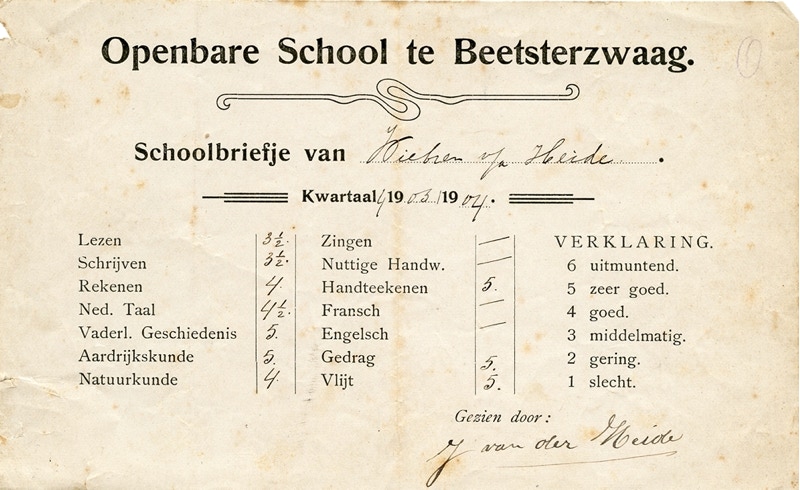 Openbare School te Beetsterzwaag.
Schoolbriefje van Wietzen v/d Heide.
Kwartaal 1903/1904.
Lezen 3½.
Schrijven 3½.
Rekenen 4.
Ned. Taal 4½.
Vaderl. Geschiedenis 5.
Aardrijkskunde 5.
Natuurkunde 4.
Zingen —
Nuttige Handw. —
Handteekenen 5.
Fransch —
Engelsch —
Gedrag 5.
Vlijt 5.
VERKLARING.
6 uitmuntend.
5 zeer goed.
4 goed.
3 middelmatig.
2 gering.
1 slecht.
Gezien door:
J van der Heide